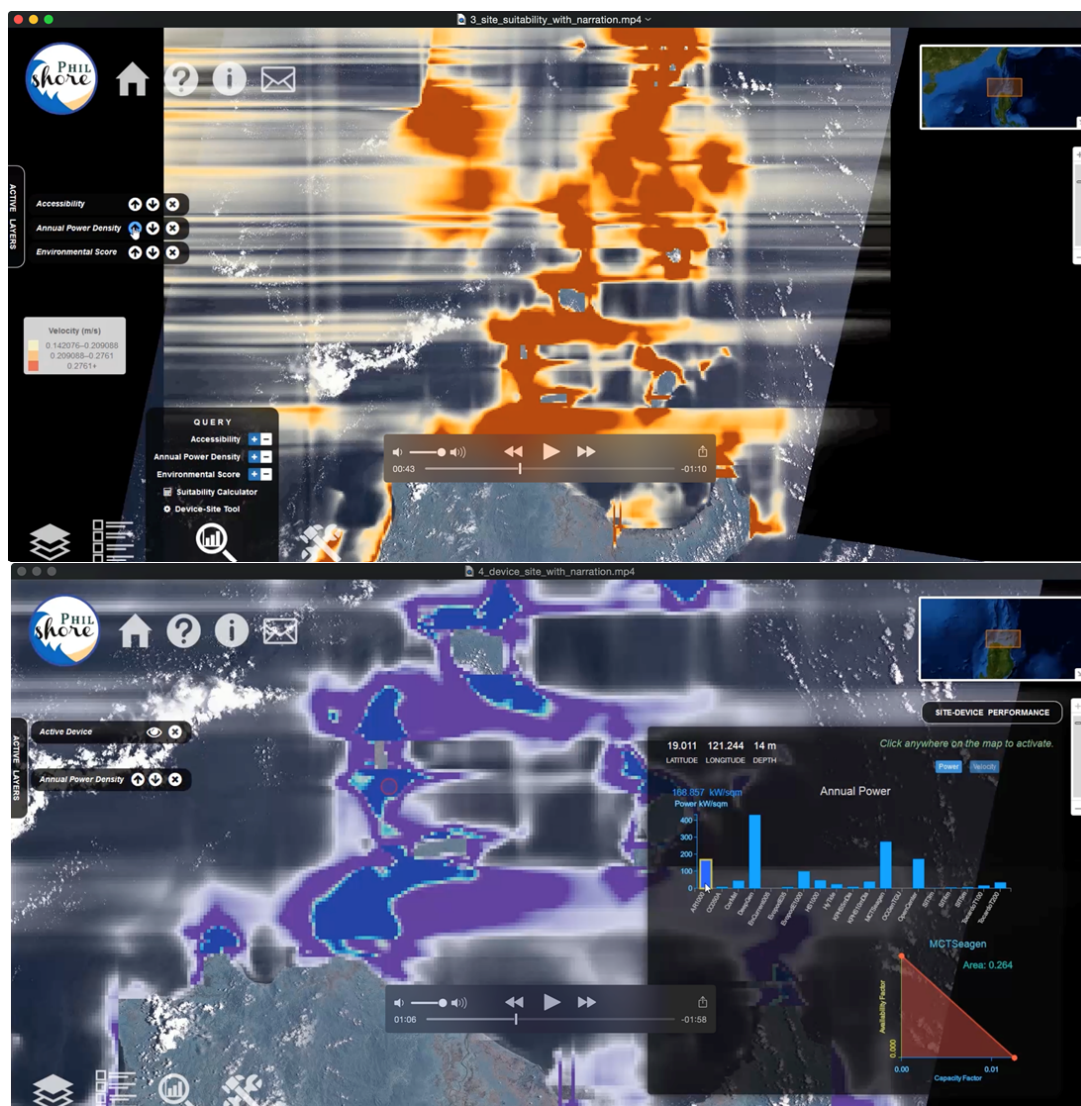 3_site_suitability_with_narration.mp4
PHIL
shore
ACTIVE LAYERS
Accessibility
Annual Power Density
Environmental Score
Velocity (m/s)
0.142076–0.209088
0.209088–0.2761
0.2761+
QUERY
Accessibility + −
Annual Power Density + −
Environmental Score + −
Suitability Calculator
Device-Site Tool
00:43
-01:10
4_device_site_with_narration.mp4
PHIL
shore
ACTIVE LAYERS
Active Device
Annual Power Density
SITE-DEVICE PERFORMANCE
19.011 121.244 14 m
LATITUDE LONGITUDE DEPTH
Click anywhere on the map to activate.
Power Velocity
168.857 kW/sqm
Power kW/sqm
Annual Power
400
300
200
100
0
AR1000
DeepGen
MCTSeagen
OpenCenter
MCTSeagen
Area: 0.264
Availability Factor
0.000
0.00 0.01
Capacity Factor
01:06
-01:58